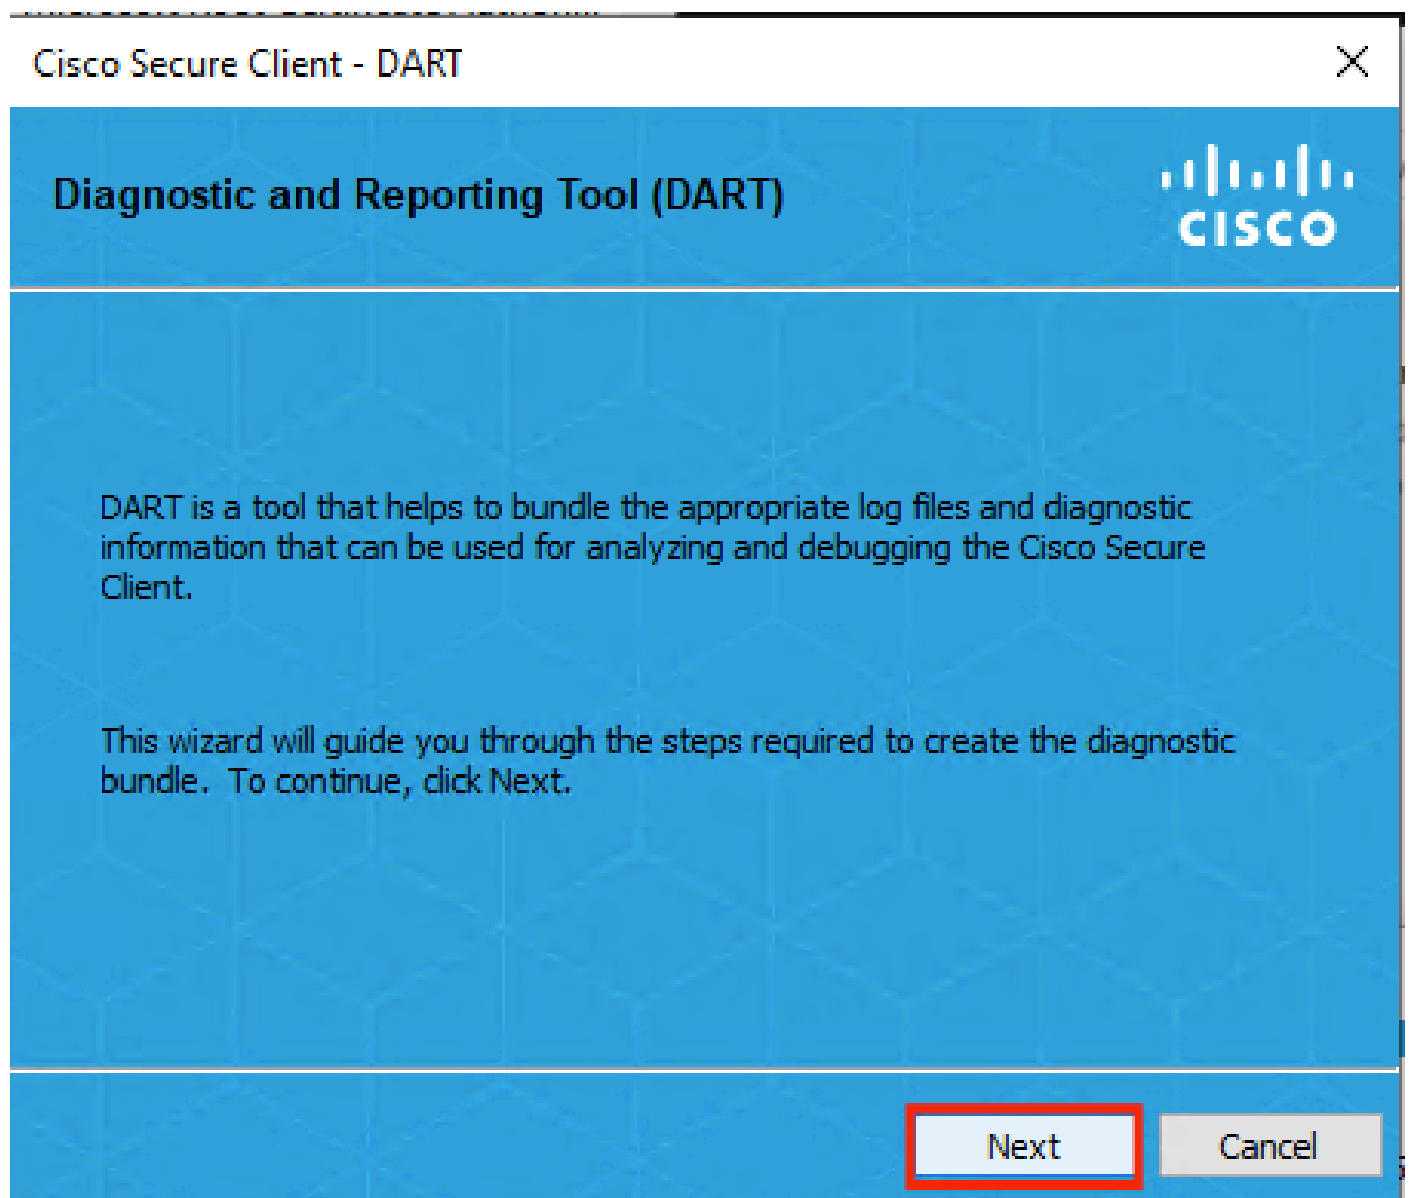 Cisco Secure Client - DART
Diagnostic and Reporting Tool (DART)
CISCO
DART is a tool that helps to bundle the appropriate log files and diagnostic
information that can be used for analyzing and debugging the Cisco Secure
Client.
This wizard will guide you through the steps required to create the diagnostic
bundle.  To continue, click Next.
Next
Cancel